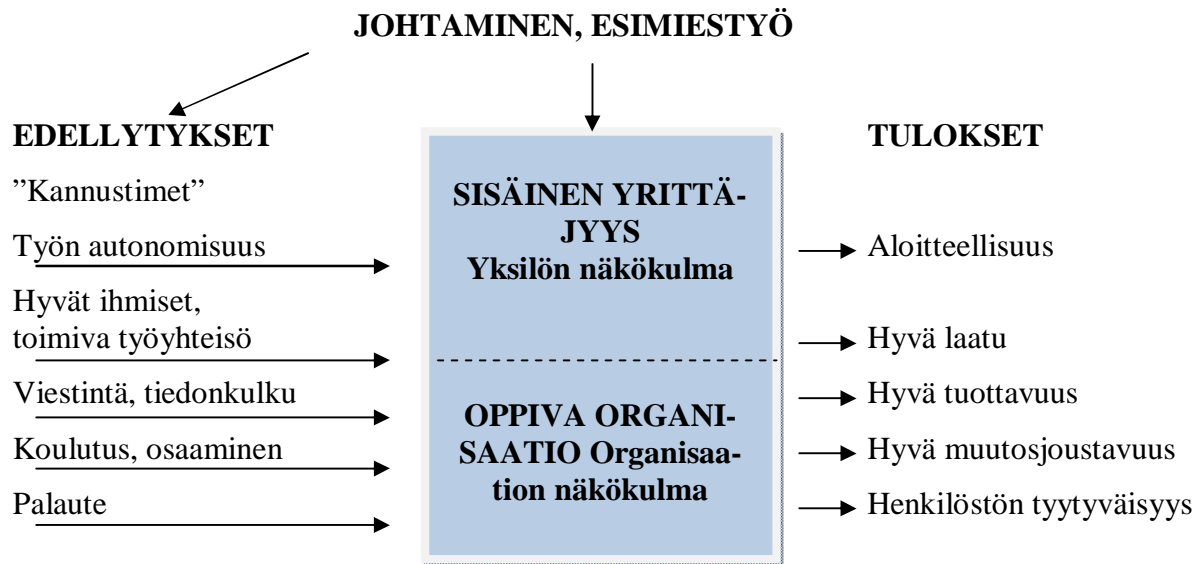 JOHTAMINEN, ESIMIESTYÖ
EDELLYTYKSET
”Kannustimet”
Työn autonomisuus
Hyvät ihmiset,
toimiva työyhteisö
Viestintä, tiedonkulku
Koulutus, osaaminen
Palaute
SISÄINEN YRITTÄ-
JYYS
Yksilön näkökulma
OPPIVA ORGANI-
SAATIO Organisaa-
tion näkökulma
TULOKSET
Aloitteellisuus
Hyvä laatu
Hyvä tuottavuus
Hyvä muutosjoustavuus
Henkilöstön tyytyväisyys